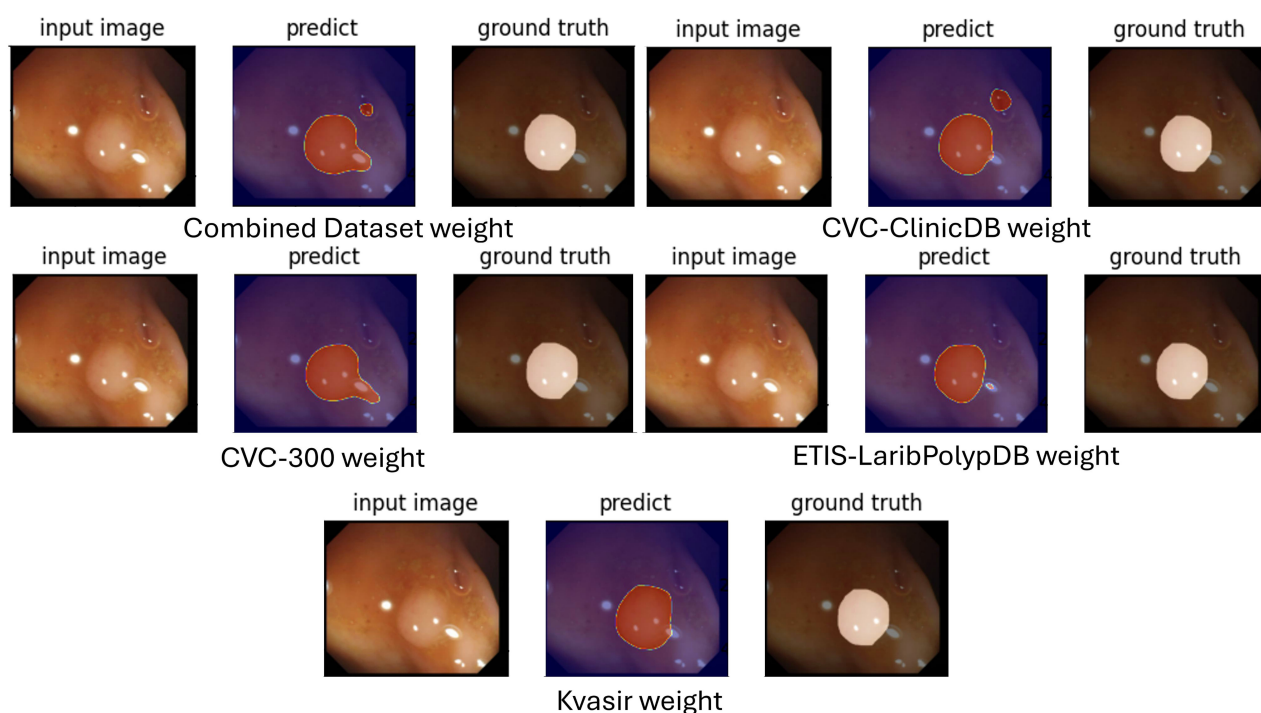 input image predict ground truth input image predict ground truth
Combined Dataset weight CVC-ClinicDB weight
input image predict ground truth input image predict ground truth
CVC-300 weight ETIS-LaribPolypDB weight
input image predict ground truth
Kvasir weight